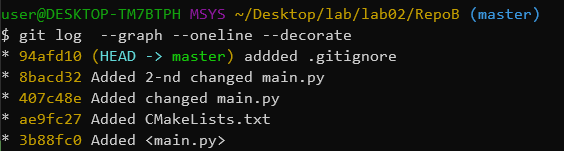 user@DESKTOP-TM7BTPH MSYS ~/Desktop/lab/lab02/RepoB (master)
$ git log  --graph --oneline --decorate
* 94afd10 (HEAD -> master) addded .gitignore
* 8bacd32 Added 2-nd changed main.py
* 407c48e Added changed main.py
* ae9fc27 Added CMakeLists.txt
* 3b88fc0 Added <main.py>